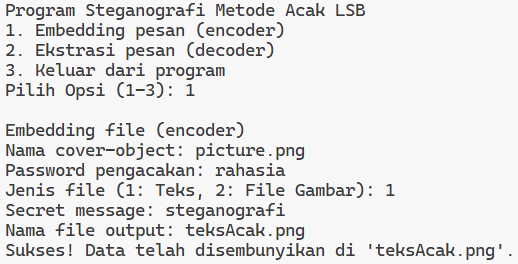 Program Steganografi Metode Acak LSB
1. Embedding pesan (encoder)
2. Ekstrasi pesan (decoder)
3. Keluar dari program
Pilih Opsi (1-3): 1
Embedding file (encoder)
Nama cover-object: picture.png
Password pengacakan: rahasia
Jenis file (1: Teks, 2: File Gambar): 1
Secret message: steganografi
Nama file output: teksAcak.png
Sukses! Data telah disembunyikan di 'teksAcak.png'.